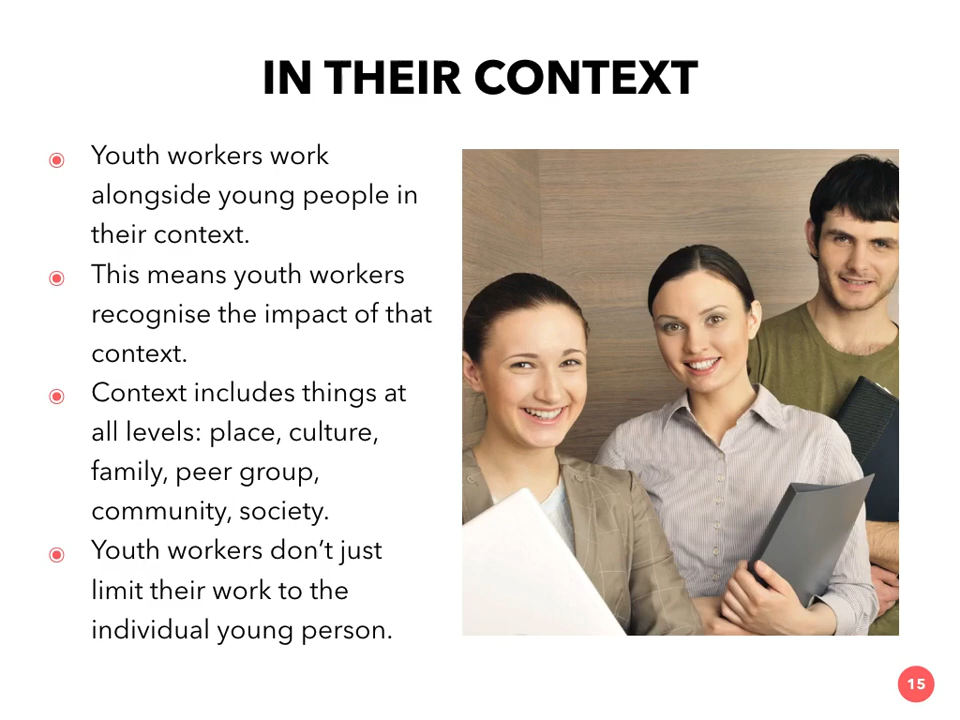 IN THEIR CONTEXT
Youth workers work
alongside young people in
their context.
This means youth workers
recognise the impact of that
context.
Context includes things at
all levels: place, culture,
family, peer group,
community, society.
Youth workers don’t just
limit their work to the
individual young person.
15